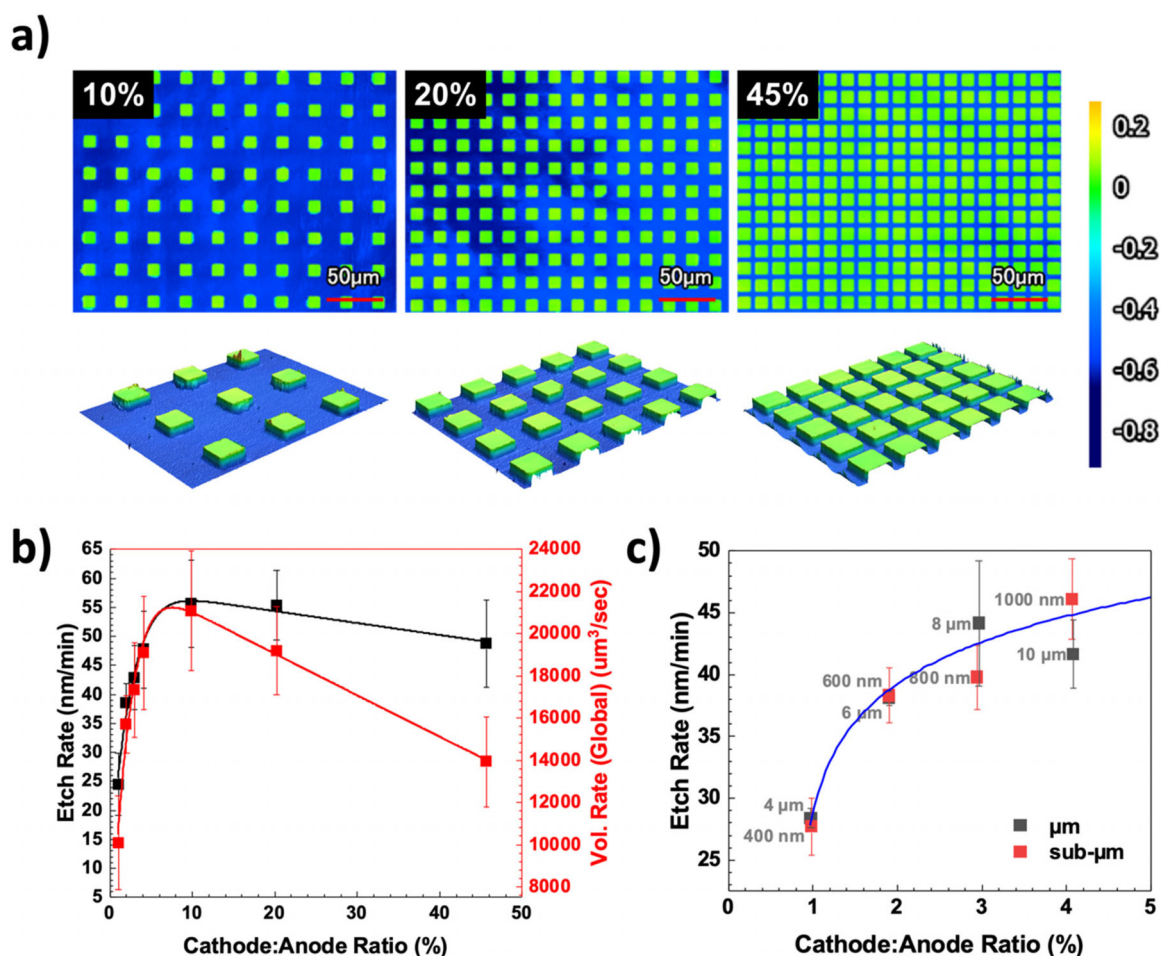 a)
10%
20%
45%
50µm
50µm
50µm
0.2
0
-0.2
-0.4
-0.6
-0.8
b)
65
60
55
50
45
40
35
30
25
20
15
10
5
Etch Rate (nm/min)
0
10
20
30
40
50
Cathode:Anode Ratio (%)
24000
22000
20000
18000
16000
14000
12000
10000
8000
Vol. Rate (Global) (um³/sec)
c)
50
45
40
35
30
25
Etch Rate (nm/min)
1000 nm
8 µm
10 µm
600 nm
800 nm
6 µm
4 µm
400 nm
µm
sub-µm
0
1
2
3
4
5
Cathode:Anode Ratio (%)